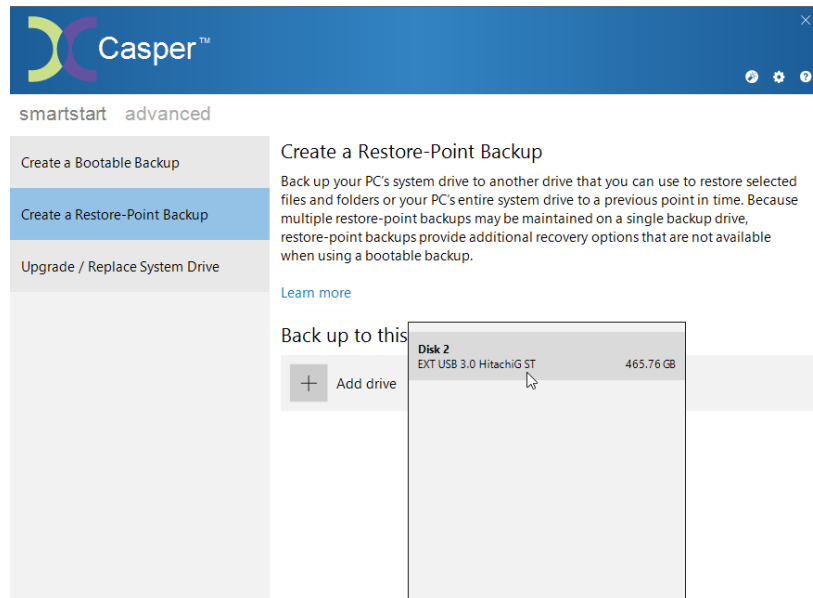 Casper™
smartstart advanced
Create a Bootable Backup
Create a Restore-Point Backup
Upgrade / Replace System Drive
Create a Restore-Point Backup
Back up your PC's system drive to another drive that you can use to restore selected
files and folders or your PC's entire system drive to a previous point in time. Because
multiple restore-point backups may be maintained on a single backup drive,
restore-point backups provide additional recovery options that are not available
when using a bootable backup.
Learn more
Back up to this
Add drive
Disk 2
EXT USB 3.0 HitachiG ST 465.76 GB